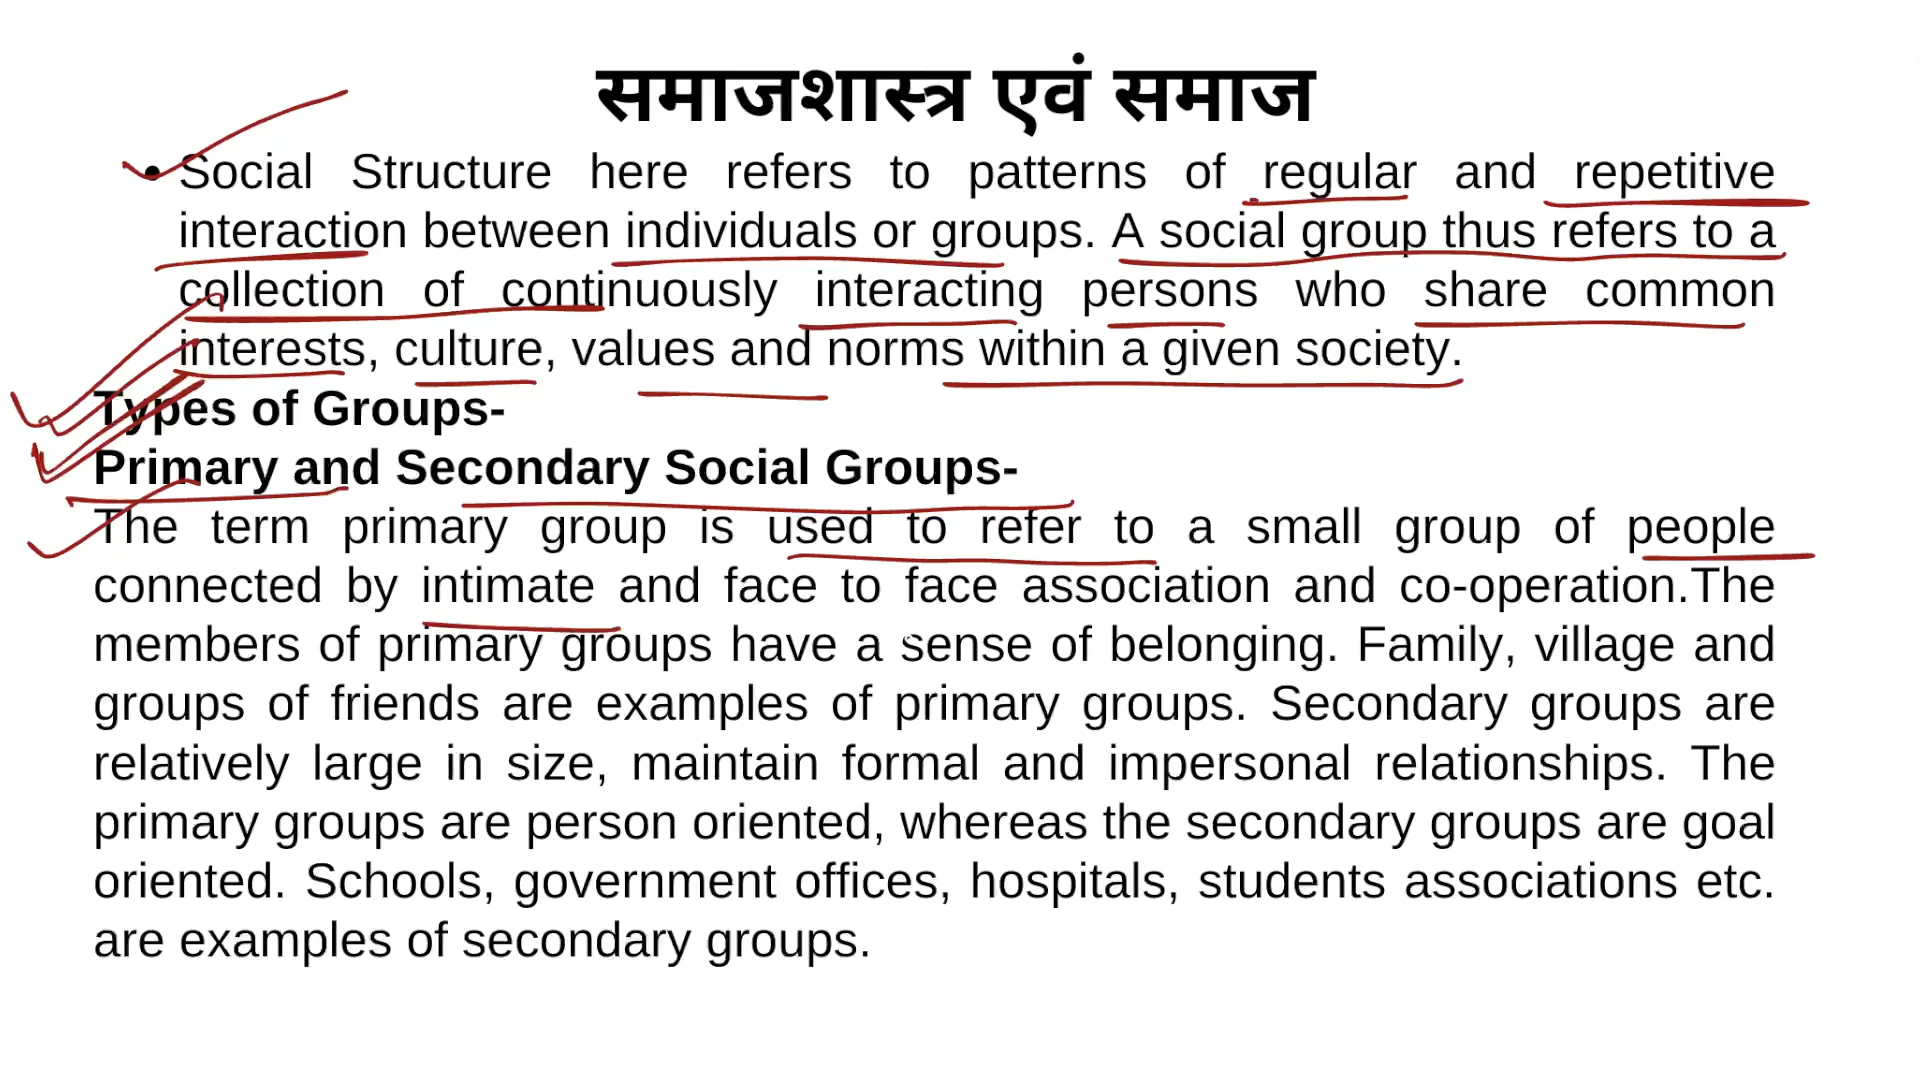 समाजशास्त्र एवं समाज
• Social Structure here refers to patterns of regular and repetitive
interaction between individuals or groups. A social group thus refers to a
collection of continuously interacting persons who share common
interests, culture, values and norms within a given society.
Types of Groups-
Primary and Secondary Social Groups-
The term primary group is used to refer to a small group of people
connected by intimate and face to face association and co-operation.The
members of primary groups have a sense of belonging. Family, village and
groups of friends are examples of primary groups. Secondary groups are
relatively large in size, maintain formal and impersonal relationships. The
primary groups are person oriented, whereas the secondary groups are goal
oriented. Schools, government offices, hospitals, students associations etc.
are examples of secondary groups.